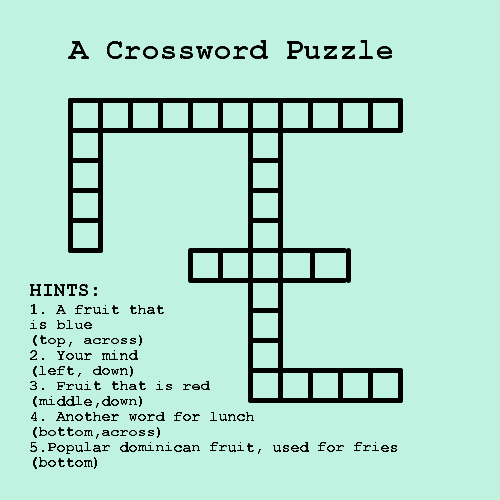 A Crossword Puzzle
HINTS:
1. A fruit that
is blue
(top, across)
2. Your mind
(left, down)
3. Fruit that is red
(middle,down)
4. Another word for lunch
(bottom,across)
5.Popular dominican fruit, used for fries
(bottom)